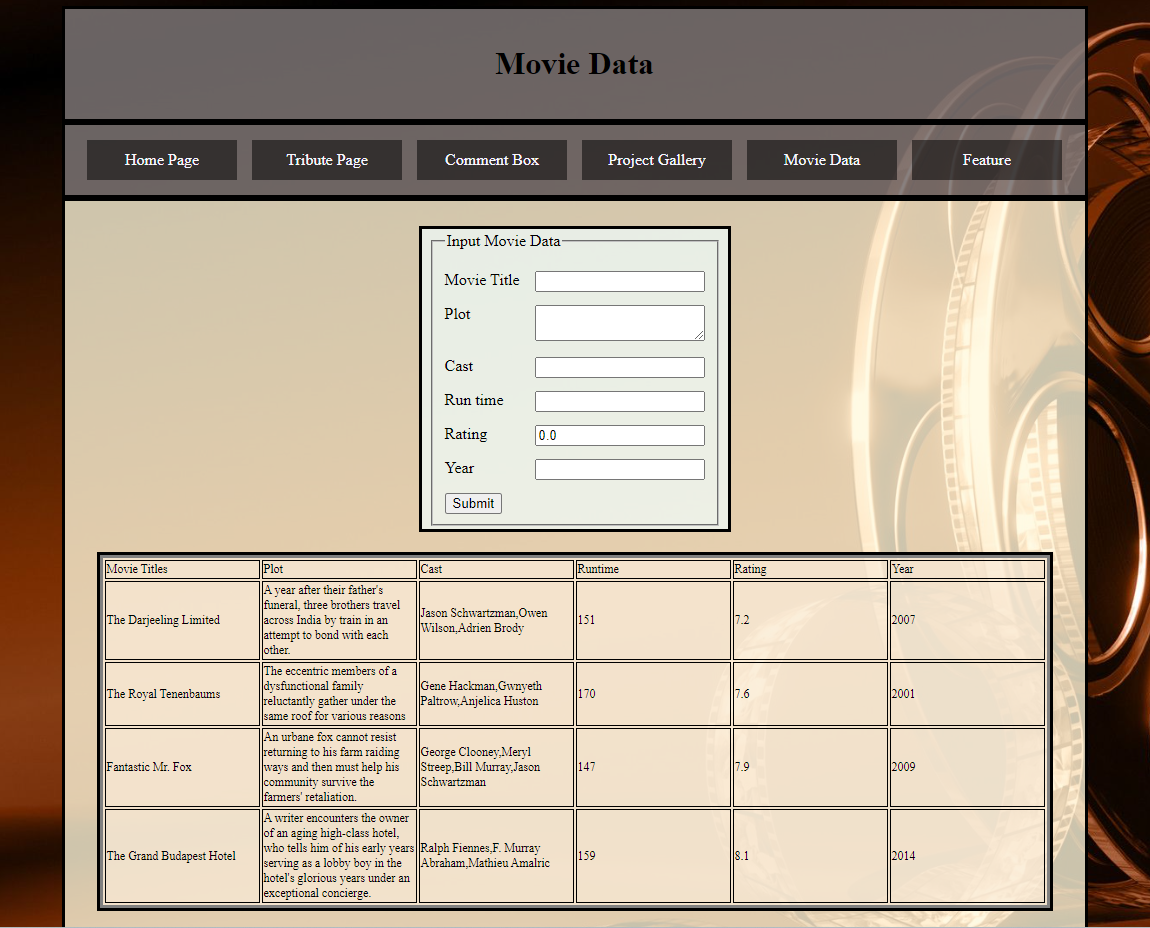 Movie Data
Home Page Tribute Page Comment Box Project Gallery Movie Data Feature
Input Movie Data
Movie Title
Plot
Cast
Run time
Rating 0.0
Year
Submit
Movie Titles Plot Cast Runtime Rating Year
The Darjeeling Limited
A year after their father's
funeral, three brothers travel
across India by train in an
attempt to bond with each
other.
Jason Schwartzman,Owen
Wilson,Adrien Brody
151
7.2
2007
The Royal Tenenbaums
The eccentric members of a
dysfunctional family
reluctantly gather under the
same roof for various reasons
Gene Hackman,Gwnyeth
Paltrow,Anjelica Huston
170
7.6
2001
Fantastic Mr. Fox
An urbane fox cannot resist
returning to his farm raiding
ways and then must help his
community survive the
farmers' retaliation.
George Clooney,Meryl
Streep,Bill Murray,Jason
Schwartzman
147
7.9
2009
The Grand Budapest Hotel
A writer encounters the owner
of an aging high-class hotel,
who tells him of his early years
serving as a lobby boy in the
hotel's glorious years under an
exceptional concierge.
Ralph Fiennes,F. Murray
Abraham,Mathieu Amalric
159
8.1
2014